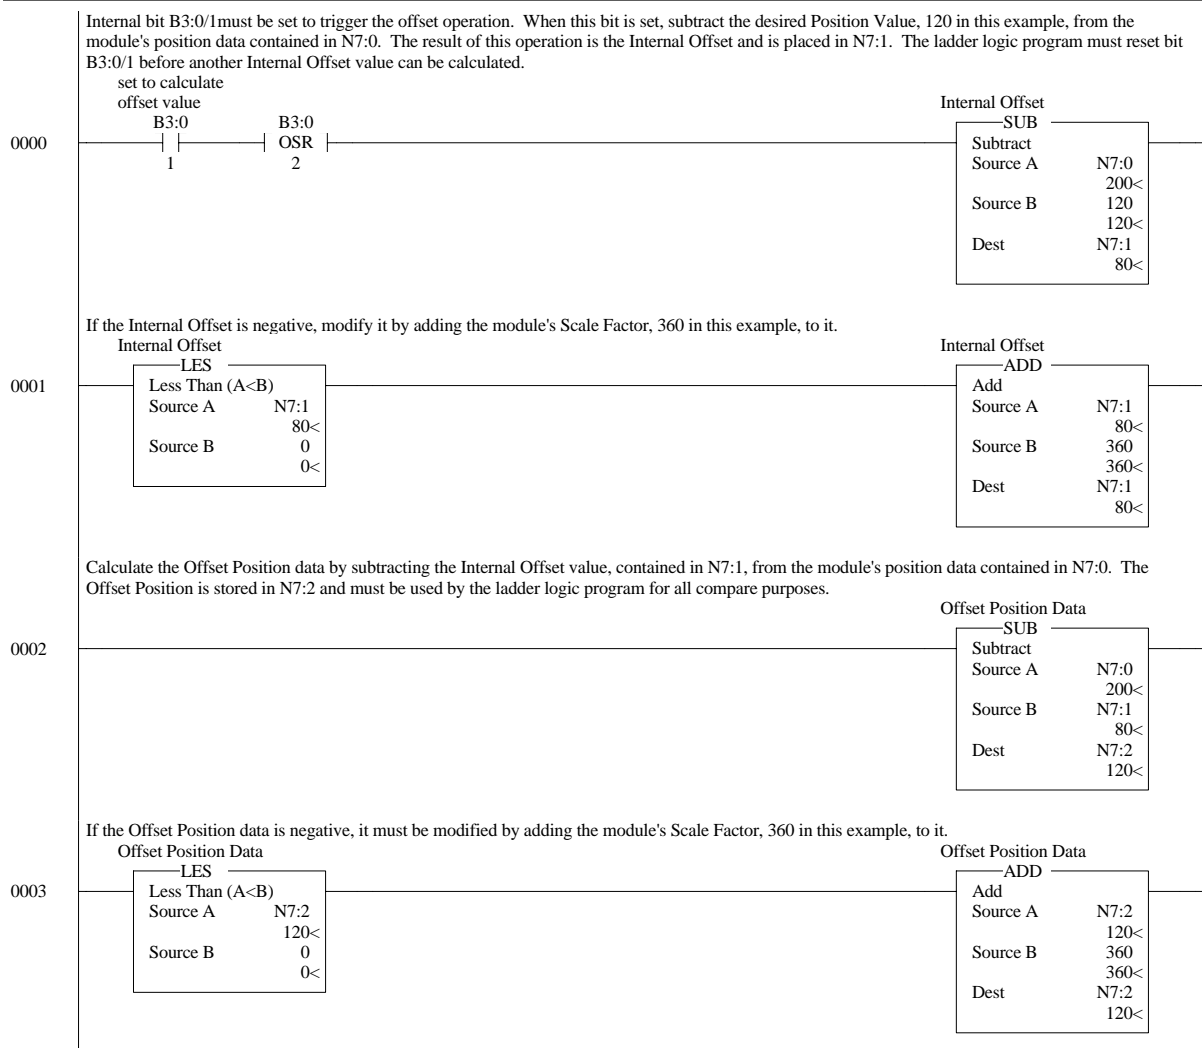 Internal bit B3:0/1must be set to trigger the offset operation.  When this bit is set, subtract the desired Position Value, 120 in this example, from the
module's position data contained in N7:0.  The result of this operation is the Internal Offset and is placed in N7:1.  The ladder logic program must reset bit
B3:0/1 before another Internal Offset value can be calculated.
set to calculate
offset value
B3:0
1
B3:0
OSR
2
Internal Offset
SUB
0000
Subtract
Source A N7:0
200<
Source B 120
120<
Dest N7:1
80<
If the Internal Offset is negative, modify it by adding the module's Scale Factor, 360 in this example, to it.
Internal Offset
LES
0001
Less Than (A<B)
Source A N7:1
80<
Source B 0
0<
Internal Offset
ADD
Add
Source A N7:1
80<
Source B 360
360<
Dest N7:1
80<
Calculate the Offset Position data by subtracting the Internal Offset value, contained in N7:1, from the module's position data contained in N7:0.  The
Offset Position is stored in N7:2 and must be used by the ladder logic program for all compare purposes.
Offset Position Data
SUB
0002
Subtract
Source A N7:0
200<
Source B N7:1
80<
Dest N7:2
120<
If the Offset Position data is negative, it must be modified by adding the module's Scale Factor, 360 in this example, to it.
Offset Position Data
LES
0003
Less Than (A<B)
Source A N7:2
120<
Source B 0
0<
Offset Position Data
ADD
Add
Source A N7:2
120<
Source B 360
360<
Dest N7:2
120<